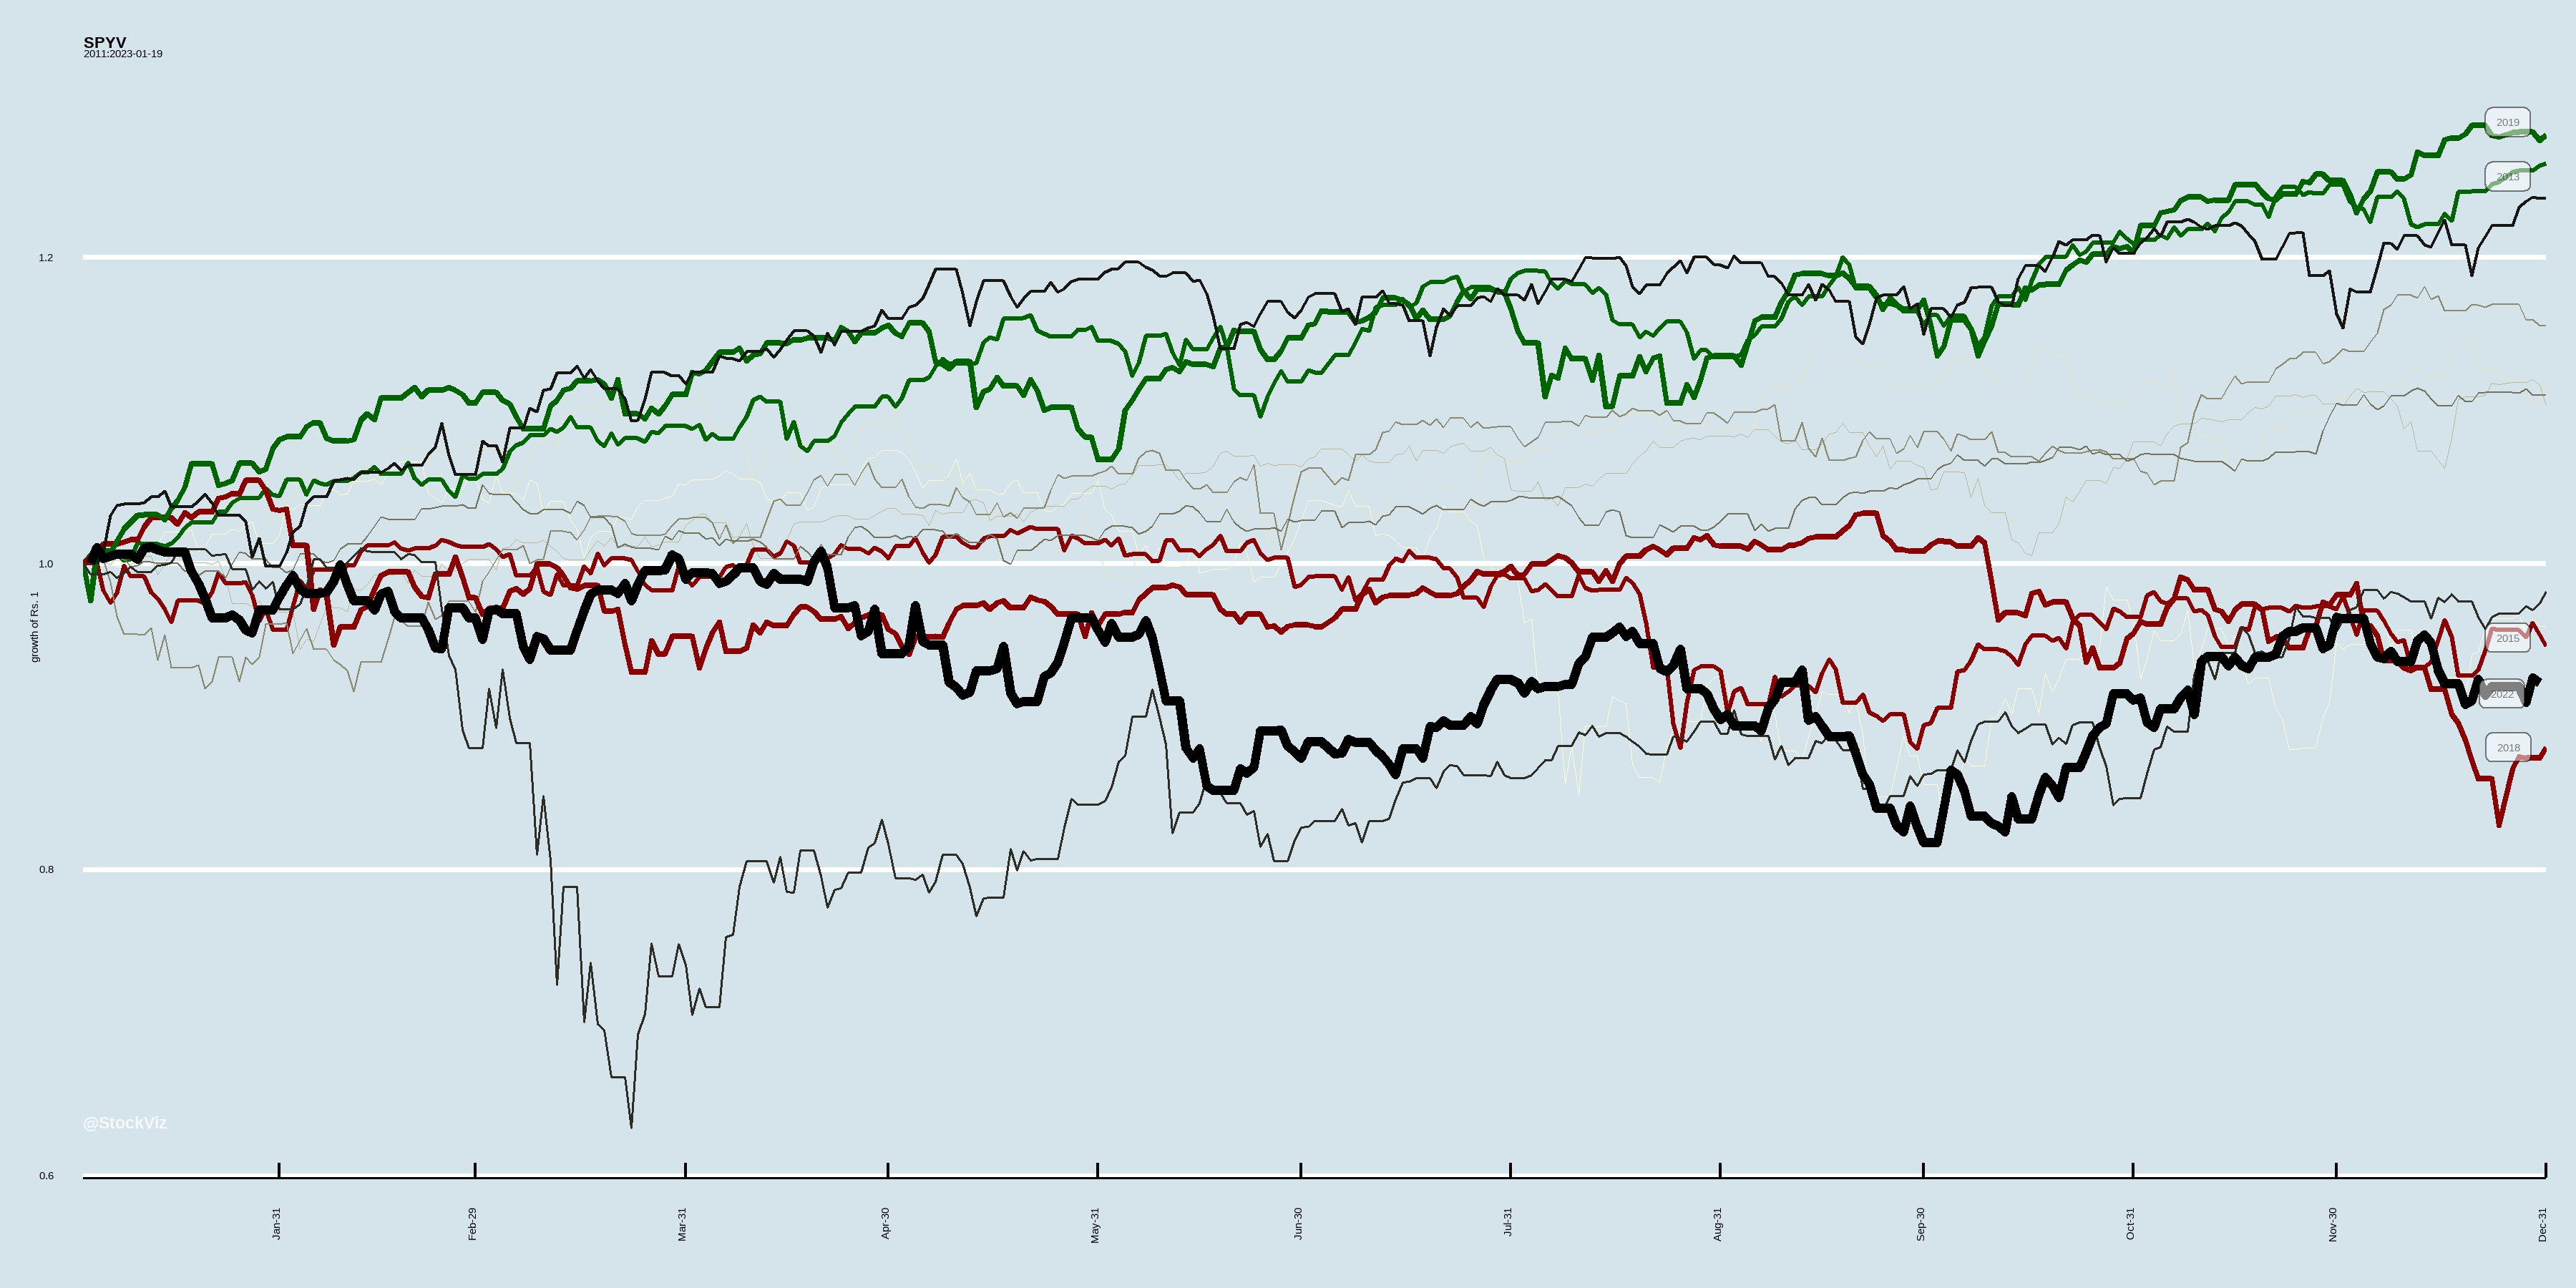 SPYV
2011:2023-01-19
2019
2013
1.2
1.0
growth of Rs. 1
2015
2022
2018
0.8
@StockViz
0.6
Jan-31
Feb-29
Mar-31
Apr-30
May-31
Jun-30
Jul-31
Aug-31
Sep-30
Oct-31
Nov-30
Dec-31